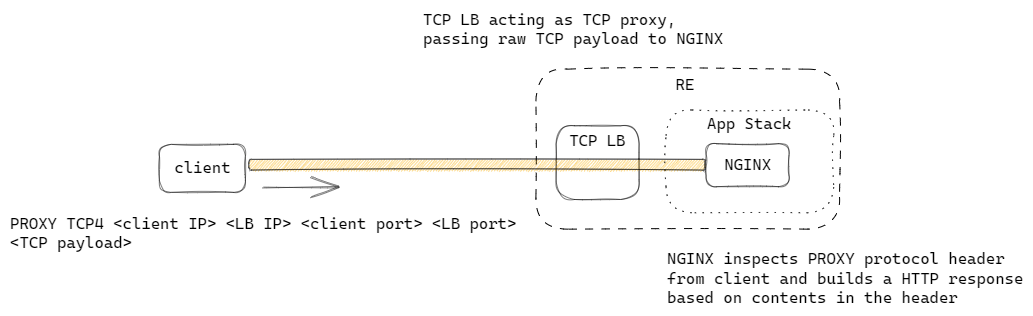 TCP LB acting as TCP proxy,
passing raw TCP payload to NGINX
RE
App Stack
TCP LB
client
NGINX
PROXY TCP4 <client IP> <LB IP> <client port> <LB port>
<TCP payload>
NGINX inspects PROXY protocol header
from client and builds a HTTP response
based on contents in the header